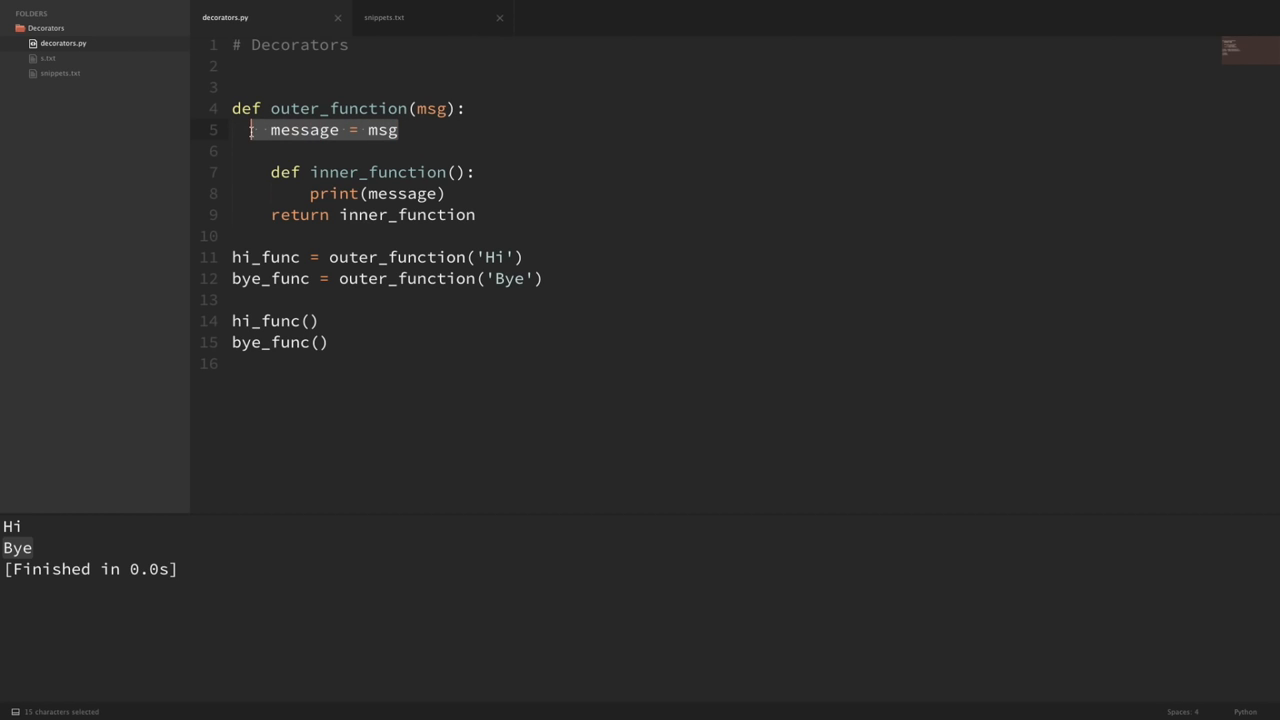 FOLDERS
Decorators
decorators.py
s.txt
snippets.txt
decorators.py
snippets.txt
1 # Decorators
2
3
4 def outer_function(msg):
5 message = msg
6
7 def inner_function():
8 print(message)
9 return inner_function
10
11 hi_func = outer_function('Hi')
12 bye_func = outer_function('Bye')
13
14 hi_func()
15 bye_func()
16
Hi
Bye
[Finished in 0.0s]
15 characters selected
Spaces: 4
Python